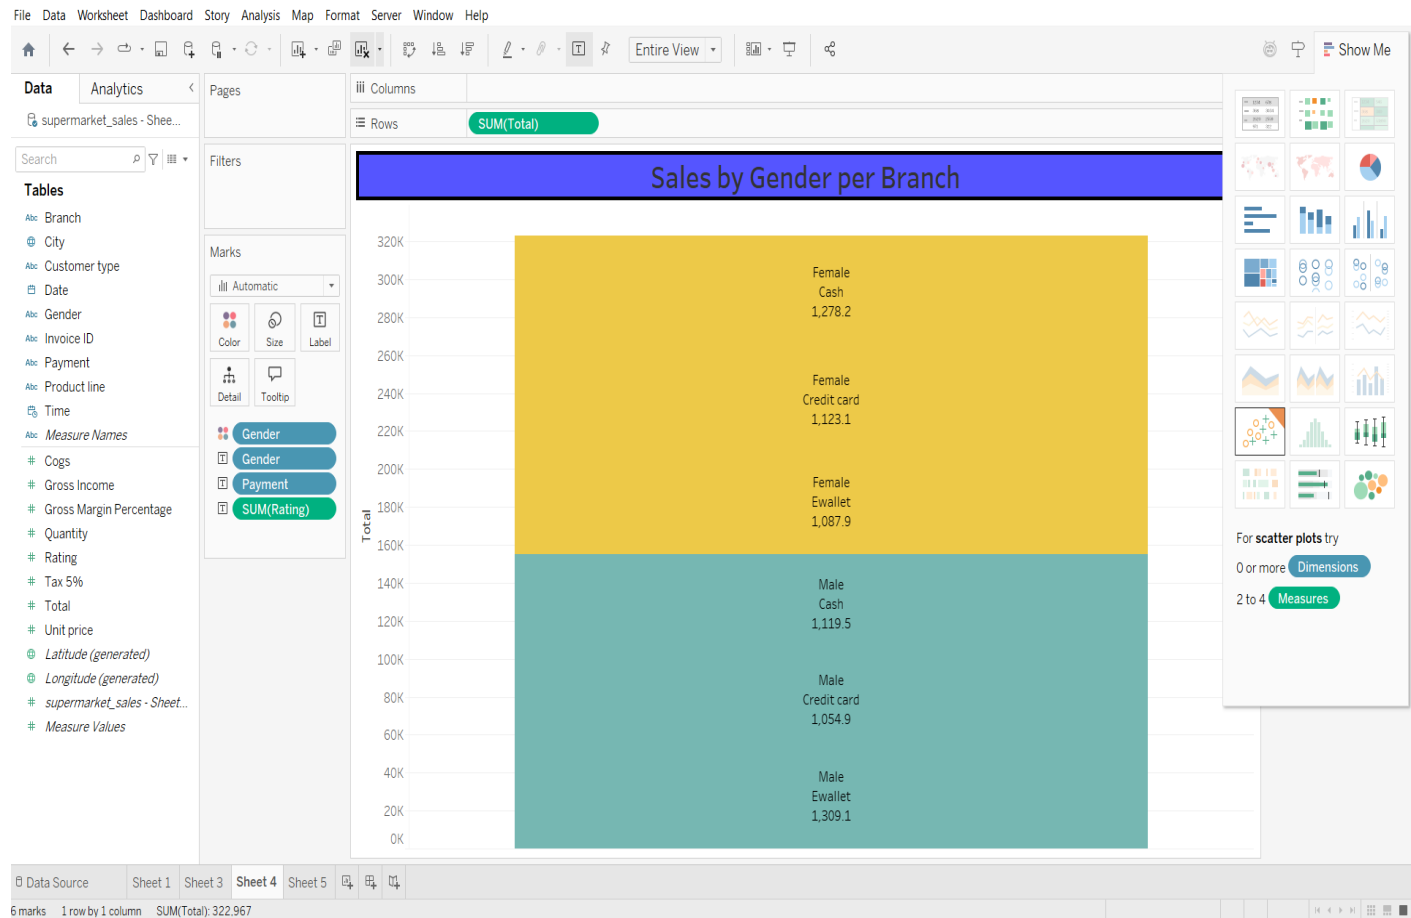 File Data Worksheet Dashboard Story Analysis Map Format Server Window Help
Entire View
Show Me
Data Analytics
supermarket_sales - Shee...
Search
Tables
Abc Branch
City
Abc Customer type
Date
Abc Gender
Abc Invoice ID
Abc Payment
Abc Product line
Time
Abc Measure Names
# Cogs
# Gross Income
# Gross Margin Percentage
# Quantity
# Rating
# Tax 5%
# Total
# Unit price
Latitude (generated)
Longitude (generated)
# supermarket_sales - Sheet...
# Measure Values
Pages
Filters
Marks
Automatic
Color Size Label
Detail Tooltip
Gender
Gender
Payment
SUM(Rating)
Columns
Rows SUM(Total)
Sales by Gender per Branch
Total
320K
300K
280K
260K
240K
220K
200K
180K
160K
140K
120K
100K
80K
60K
40K
20K
0K
Female
Cash
1,278.2
Female
Credit card
1,123.1
Female
Ewallet
1,087.9
Male
Cash
1,119.5
Male
Credit card
1,054.9
Male
Ewallet
1,309.1
For scatter plots try
0 or more Dimensions
2 to 4 Measures
Data Source Sheet 1 Sheet 3 Sheet 4 Sheet 5
6 marks 1 row by 1 column SUM(Total): 322,967